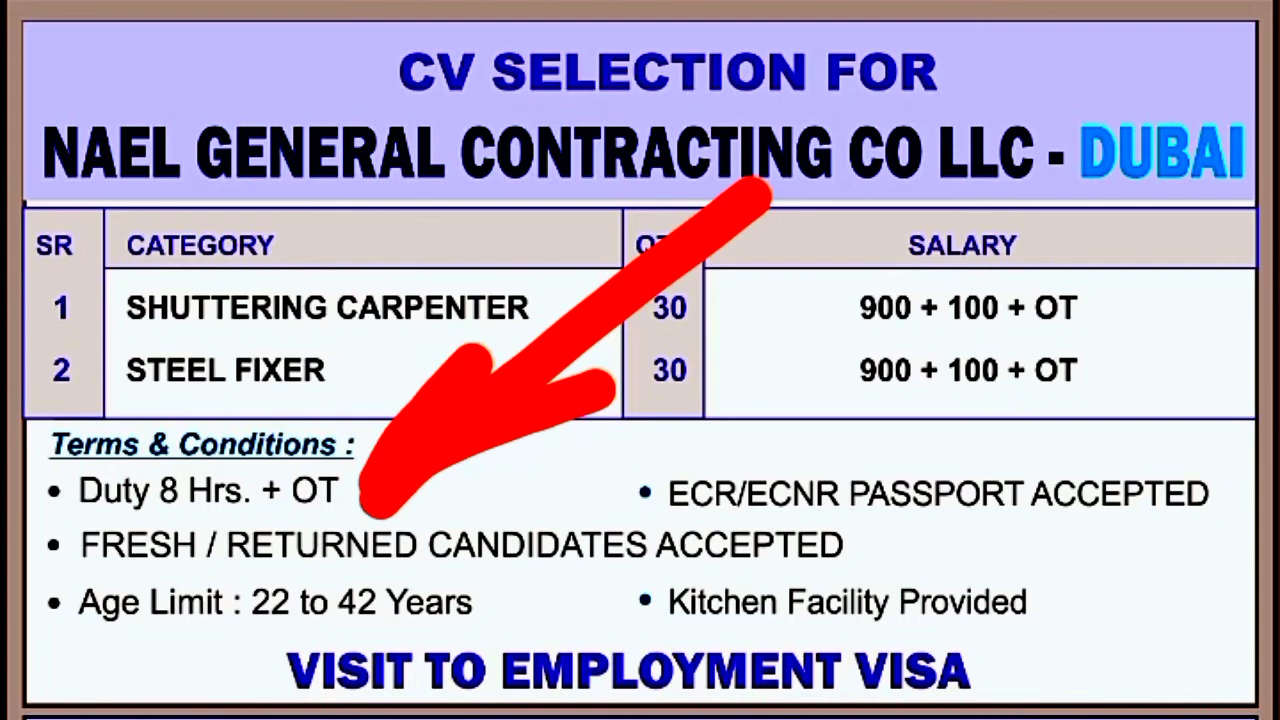 CV SELECTION FOR
NAEL GENERAL CONTRACTING CO LLC - DUBAI
SR CATEGORY SALARY
1 SHUTTERING CARPENTER 30 900 + 100 + OT
2 STEEL FIXER 30 900 + 100 + OT
Terms & Conditions :
• Duty 8 Hrs. + OT
• ECR/ECNR PASSPORT ACCEPTED
• FRESH / RETURNED CANDIDATES ACCEPTED
• Age Limit : 22 to 42 Years
• Kitchen Facility Provided
VISIT TO EMPLOYMENT VISA